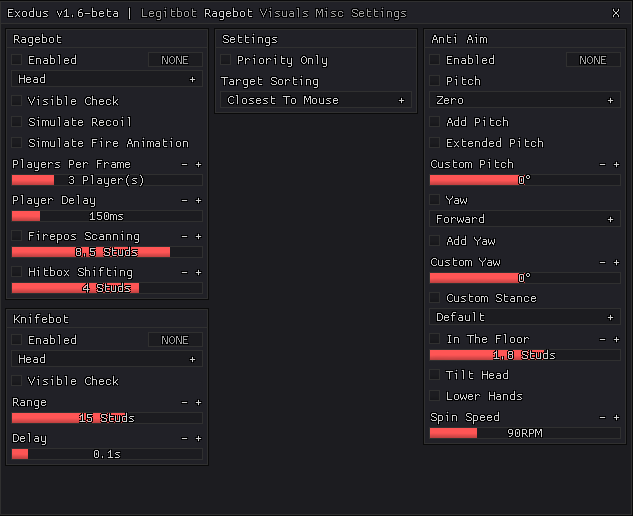 Exodus v1.6-beta | Legitbot Ragebot Visuals Misc Settings X
Ragebot
Enabled NONE
Head +
Visible Check
Simulate Recoil
Simulate Fire Animation
Players Per Frame - +
3 Player(s)
Player Delay - +
150ms
Firepos Scanning - +
8.5 Studs
Hitbox Shifting - +
4 Studs
Knifebot
Enabled NONE
Head +
Visible Check
Range - +
15 Studs
Delay - +
0.1s
Settings
Priority Only
Target Sorting
Closest To Mouse +
Anti Aim
Enabled NONE
Pitch
Zero +
Add Pitch
Extended Pitch
Custom Pitch - +
0°
Yaw
Forward +
Add Yaw
Custom Yaw - +
0°
Custom Stance
Default +
In The Floor - +
1.8 Studs
Tilt Head
Lower Hands
Spin Speed - +
90RPM